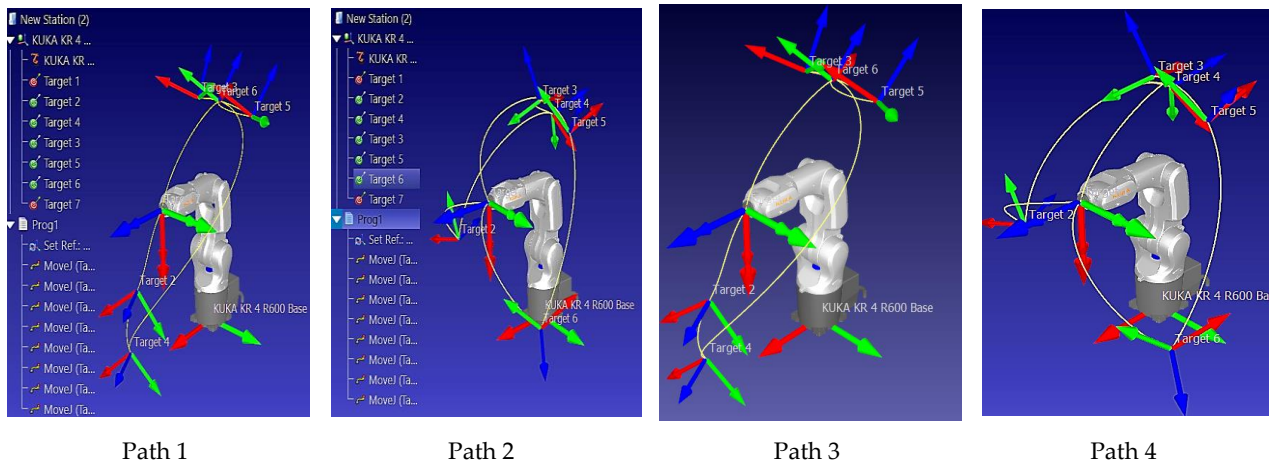 New Station (2)
KUKA KR 4 ...
KUKA KR ...
Target 1
Target 2
Target 4
Target 3
Target 5
Target 6
Target 7
Prog1
Set Ref.: ...
MoveJ (Ta...
MoveJ (Ta...
MoveJ (Ta...
MoveJ (Ta...
MoveJ (Ta...
MoveJ (Ta...
MoveJ (Ta...
MoveJ (Ta...
Target 3
Target 6
Target 5
Target 2
KUKA KR 4 R600 Base
Target 4
Path 1
New Station (2)
KUKA KR 4 ...
KUKA KR ...
Target 1
Target 2
Target 4
Target 3
Target 5
Target 6
Target 7
Prog1
Set Ref.: ...
MoveJ (Ta...
MoveJ (Ta...
MoveJ (Ta...
MoveJ (Ta...
MoveJ (Ta...
MoveJ (Ta...
Target 3
Target 4
Target 5
Target 2
KUKA KR 4 R600 Base
Target 6
Path 2
Target 3
Target 6
Target 5
Target 2
KUKA KR 4 R600 Base
Target 4
Path 3
Target 3
Target 4
Target 5
Target 2
KUKA KR 4 R600 Base
Target 6
Path 4